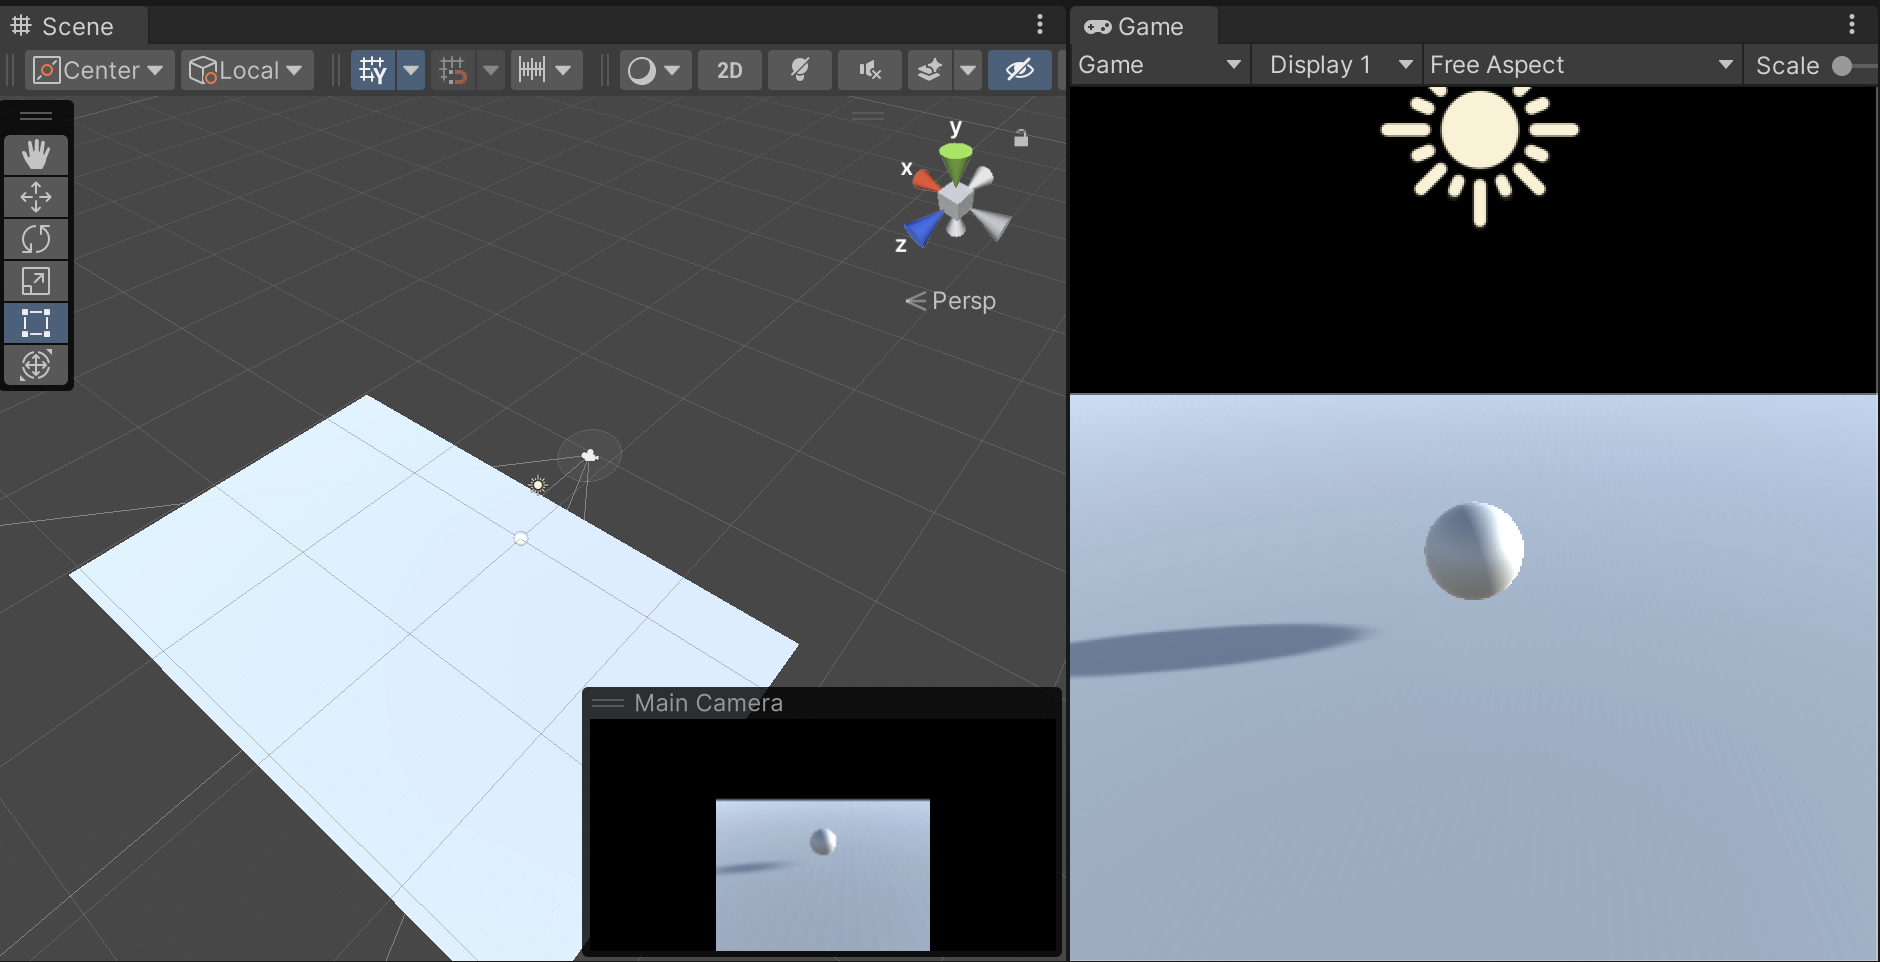 Scene
Center
Local
Y
2D
y
x
z
Persp
Main Camera
Game
Game
Display 1
Free Aspect
Scale